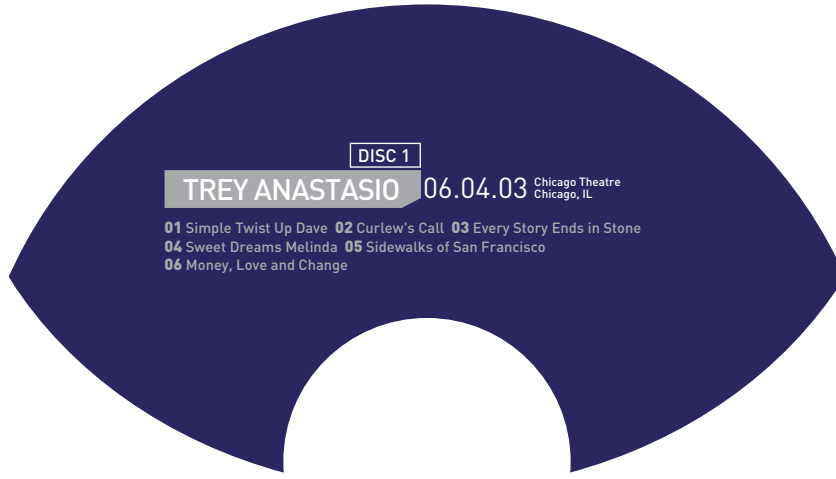 DISC 1
TREY ANASTASIO 06.04.03 Chicago Theatre
Chicago, IL
01 Simple Twist Up Dave 02 Curlew's Call 03 Every Story Ends in Stone
04 Sweet Dreams Melinda 05 Sidewalks of San Francisco
06 Money, Love and Change